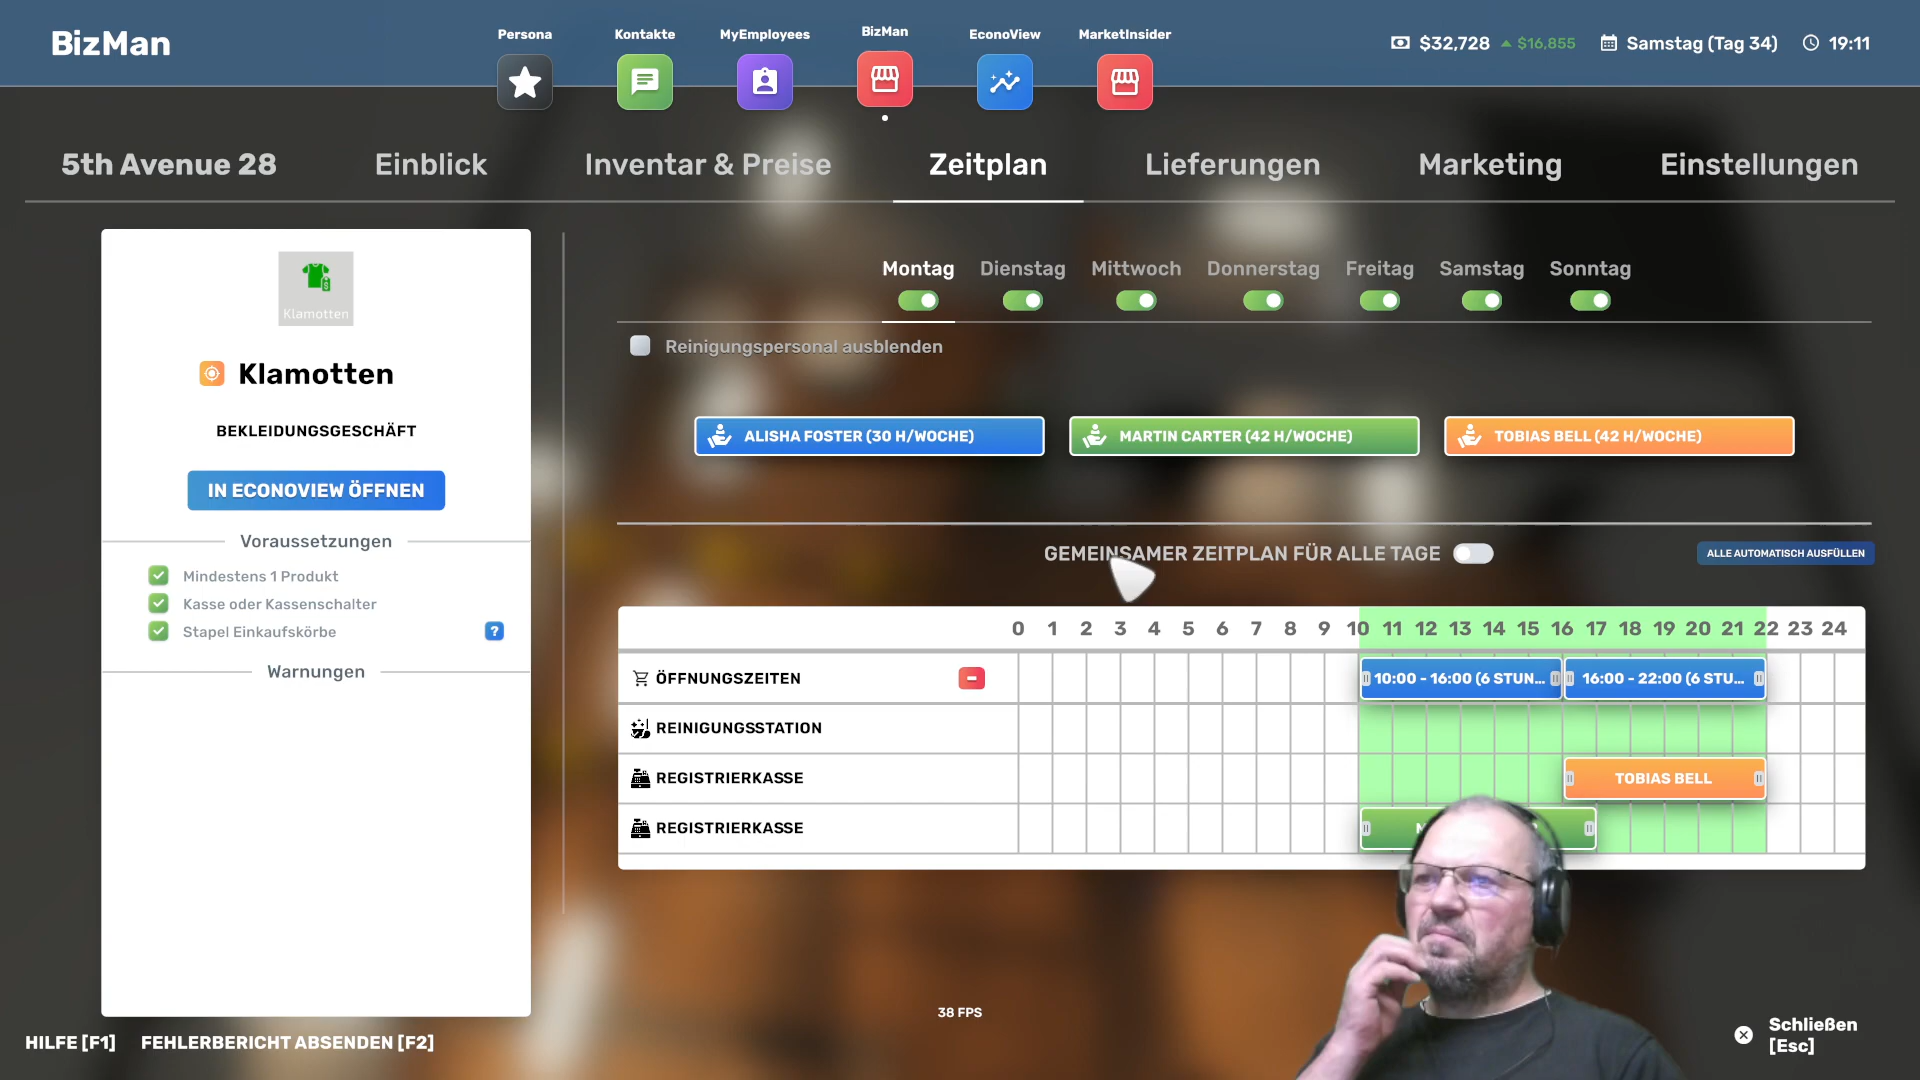 BizMan
Persona
Kontakte
MyEmployees
BizMan
EconoView
MarketInsider
$32,728 $16,855 Samstag (Tag 34) 19:11
5th Avenue 28
Einblick
Inventar & Preise
Zeitplan
Lieferungen
Marketing
Einstellungen
Klamotten
Klamotten
BEKLEIDUNGSGESCHÄFT
IN ECONOVIEW ÖFFNEN
Voraussetzungen
Mindestens 1 Produkt
Kasse oder Kassenschalter
Stapel Einkaufskörbe ?
Warnungen
Montag Dienstag Mittwoch Donnerstag Freitag Samstag Sonntag
Reinigungspersonal ausblenden
ALISHA FOSTER (30 H/WOCHE)
MARTIN CARTER (42 H/WOCHE)
TOBIAS BELL (42 H/WOCHE)
GEMEINSAMER ZEITPLAN FÜR ALLE TAGE
ALLE AUTOMATISCH AUSFÜLLEN
0 1 2 3 4 5 6 7 8 9 10 11 12 13 14 15 16 17 18 19 20 21 22 23 24
ÖFFNUNGSZEITEN
10:00 - 16:00 (6 STUN...
16:00 - 22:00 (6 STU...
REINIGUNGSSTATION
REGISTRIERKASSE
TOBIAS BELL
REGISTRIERKASSE
38 FPS
HILFE [F1]
FEHLERBERICHT ABSENDEN [F2]
Schließen
[Esc]